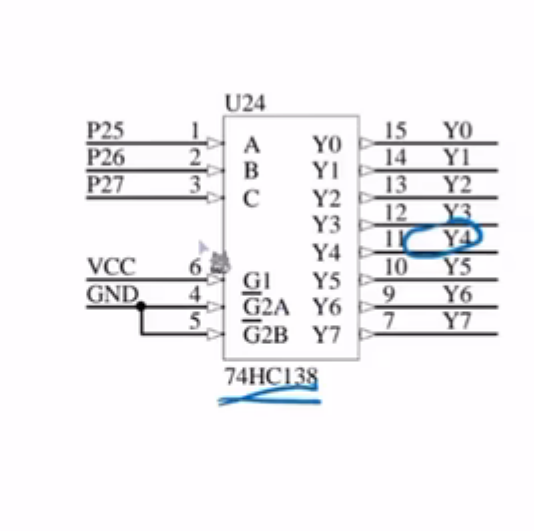 U24
P25 1 A Y0 15 Y0
P26 2 B Y1 14 Y1
P27 3 C Y2 13 Y2
Y3 12 Y3
Y4 11 Y4
VCC 6 G1 Y5 10 Y5
GND 4 G2A Y6 9 Y6
5 G2B Y7 7 Y7
74HC138